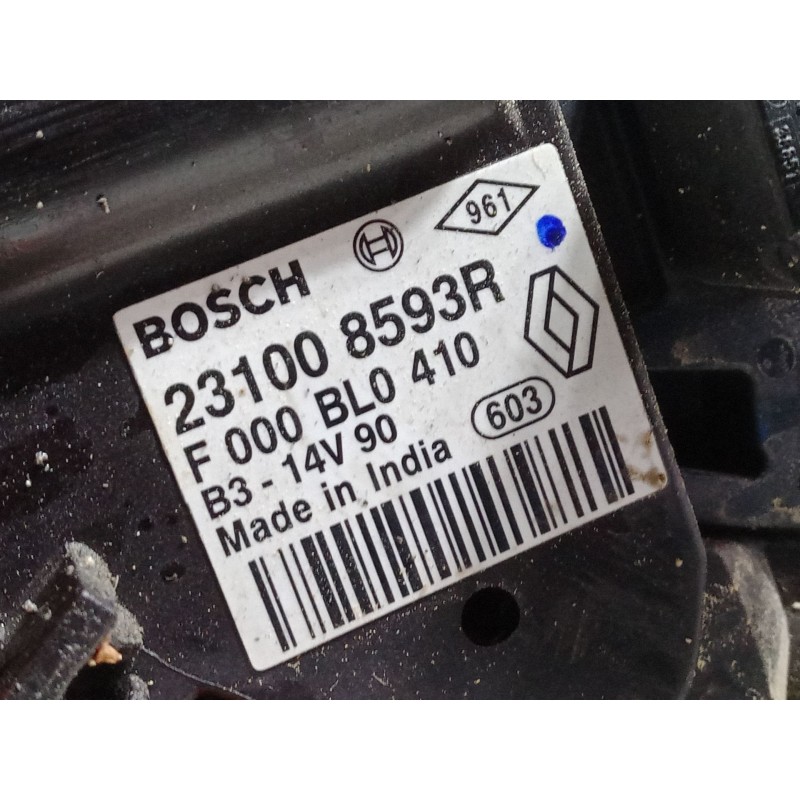 961
BOSCH
23100 8593R
F 000 BL0 410
B3 - 14V 90
603
Made in India